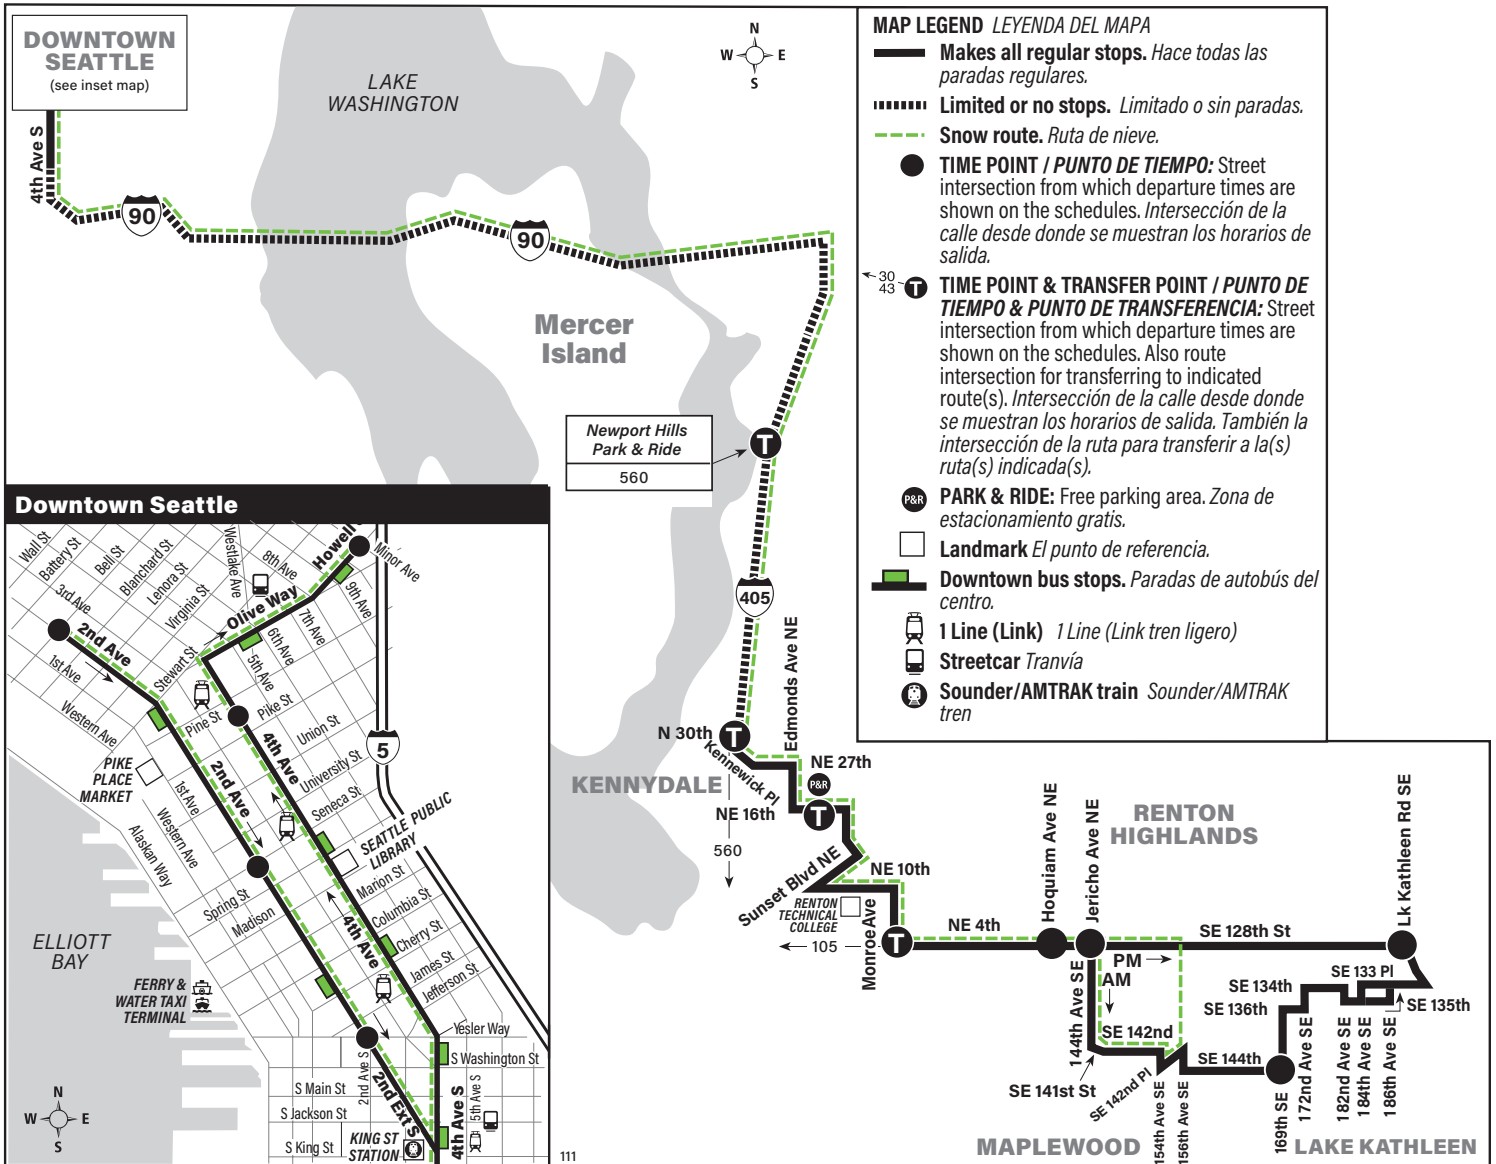 DOWNTOWN
SEATTLE
(see inset map)
4th Ave S
90
LAKE
WASHINGTON
N
W E
S
90
Mercer
Island
Newport Hills
Park & Ride
560
T
405
MAP LEGEND LEYENDA DEL MAPA
Makes all regular stops. Hace todas las
paradas regulares.
Limited or no stops. Limitado o sin paradas.
Snow route. Ruta de nieve.
TIME POINT / PUNTO DE TIEMPO: Street
intersection from which departure times are
shown on the schedules. Intersección de la
calle desde donde se muestran los horarios de
salida.
30
43
T
TIME POINT & TRANSFER POINT / PUNTO DE
TIEMPO & PUNTO DE TRANSFERENCIA: Street
intersection from which departure times are
shown on the schedules. Also route
intersection for transferring to indicated
route(s). Intersección de la calle desde donde
se muestran los horarios de salida. También la
intersección de la ruta para transferir a la(s)
ruta(s) indicada(s).
P&R
PARK & RIDE: Free parking area. Zona de
estacionamiento gratis.
Landmark El punto de referencia.
Downtown bus stops. Paradas de autobús del
centro.
1 Line (Link) 1 Line (Link tren ligero)
Streetcar Tranvía
Sounder/AMTRAK train Sounder/AMTRAK
tren
Downtown Seattle
Wall St
Battery St
Bell St
Blanchard St
Lenora St
Virginia St
Westlake Ave
8th Ave
Howell
Minor Ave
9th Ave
3rd Ave
2nd Ave
Olive Way
7th Ave
6th Ave
5th Ave
1st Ave
Stewart St
Western Ave
Pine St
Pike St
Union St
4th Ave
5
University St
PIKE
PLACE
MARKET
2nd Ave
1st Ave
Seneca St
Western Ave
Alaskan Way
SEATTLE PUBLIC
LIBRARY
Marion St
Spring St
Madison
Columbia St
4th Ave
Cherry St
James St
Jefferson St
ELLIOTT
BAY
FERRY &
WATER TAXI
TERMINAL
Yesler Way
S Washington St
2nd Ave S
S Main St
2nd Ext S
S Jackson St
4th Ave S
5th Ave S
S King St
KING ST
STATION
N
W E
S
111
N 30th
T
Kennewick Pl
Edmonds Ave NE
KENNYDALE
NE 27th
P&R
NE 16th
T
560
Sunset Blvd NE
NE 10th
RENTON
TECHNICAL
COLLEGE
Monroe Ave
105
T
NE 4th
Hoquiam Ave NE
Jericho Ave NE
RENTON
HIGHLANDS
Lk Kathleen Rd SE
SE 128th St
PM
AM
144th Ave SE
SE 142nd
SE 141st St
SE 142nd Pl
154th Ave SE
156th Ave SE
SE 144th
SE 133 Pl
SE 134th
SE 135th
SE 136th
169th SE
172nd Ave SE
182nd Ave SE
184th Ave SE
186th Ave SE
MAPLEWOOD
LAKE KATHLEEN